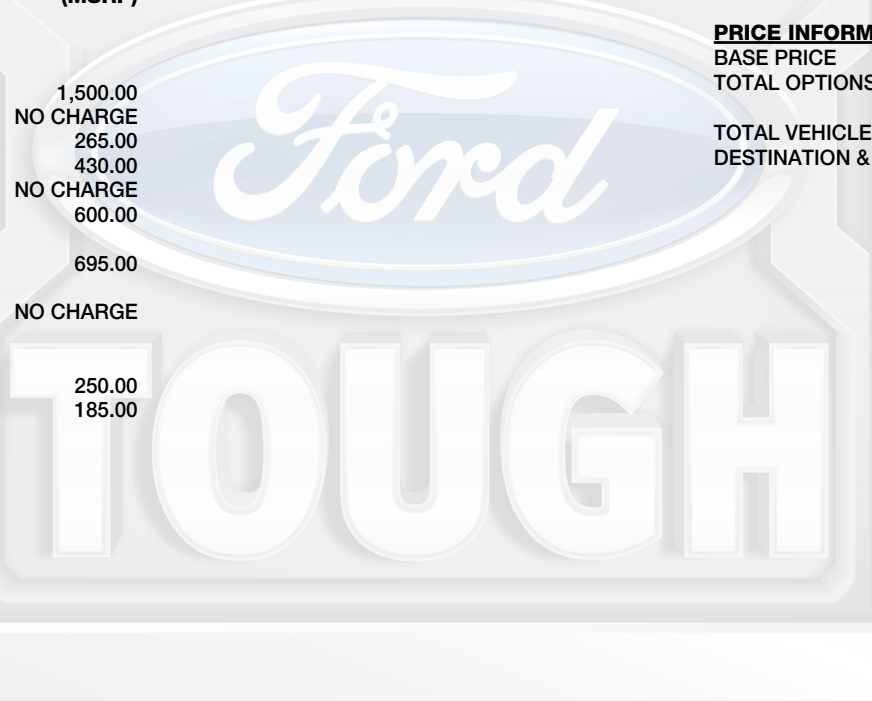 (MSRP)
1,500.00
NO CHARGE
265.00
430.00
NO CHARGE
600.00
695.00
NO CHARGE
250.00
185.00
PRICE INFORM
BASE PRICE
TOTAL OPTIONS
TOTAL VEHICLE
DESTINATION &
Ford
TOUGH